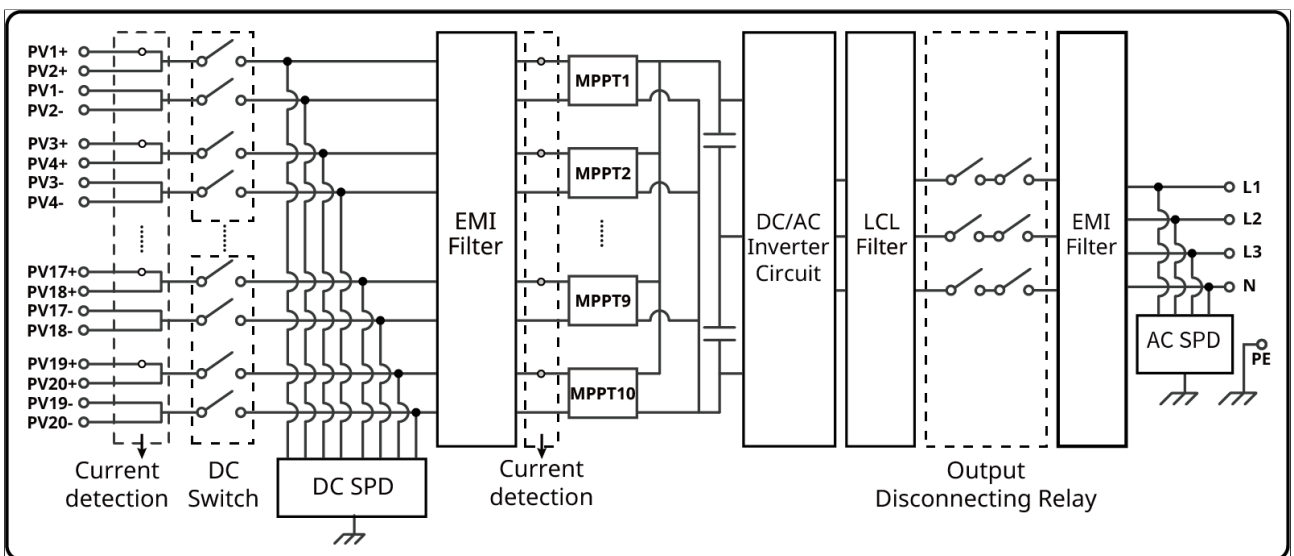 PV1+
PV2+
PV1-
PV2-
PV3+
PV4+
PV3-
PV4-
PV17+
PV18+
PV17-
PV18-
PV19+
PV20+
PV19-
PV20-
Current
detection
DC
Switch
DC SPD
EMI
Filter
Current
detection
MPPT1
MPPT2
MPPT9
MPPT10
DC/AC
Inverter
Circuit
LCL
Filter
Output
Disconnecting Relay
EMI
Filter
L1
L2
L3
N
AC SPD
PE